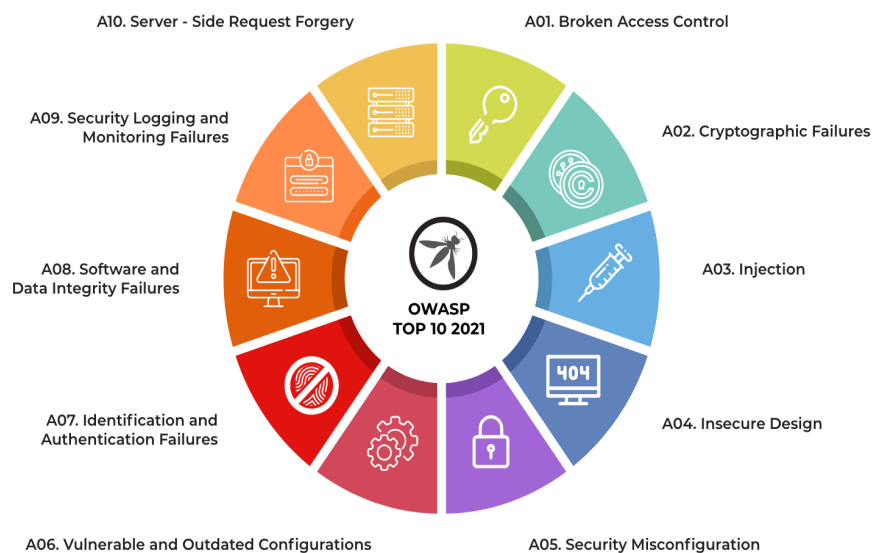 A10. Server - Side Request Forgery
A01. Broken Access Control
A09. Security Logging and
Monitoring Failures
A02. Cryptographic Failures
A08. Software and
Data Integrity Failures
OWASP
TOP 10 2021
A03. Injection
404
A07. Identification and
Authentication Failures
A04. Insecure Design
A06. Vulnerable and Outdated Configurations
A05. Security Misconfiguration